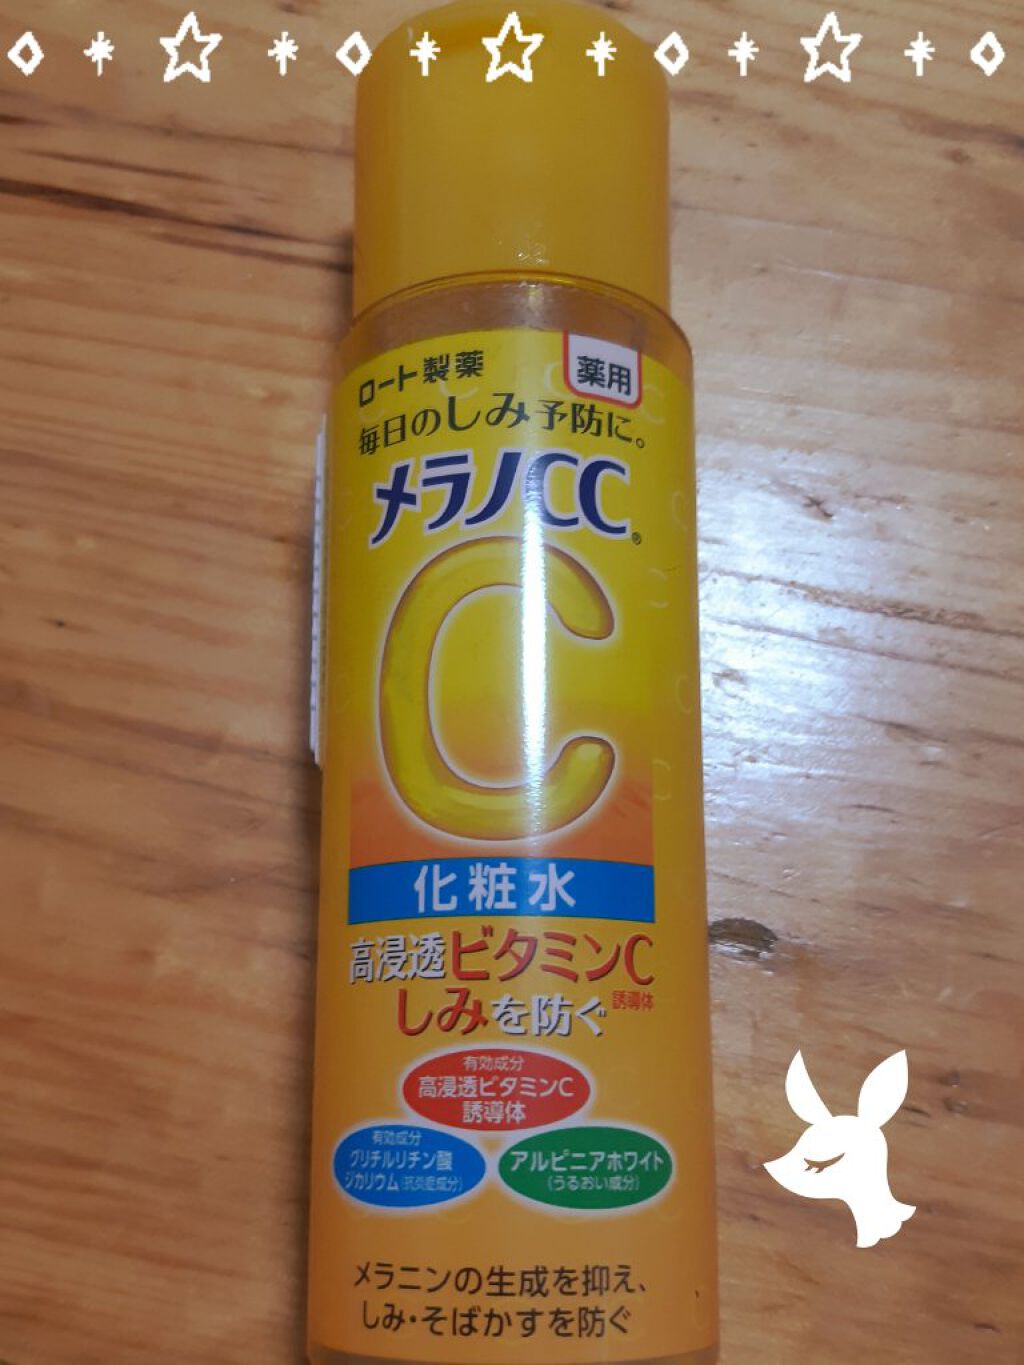 ロート製薬
薬用
毎日のしみ予防に。
メラノCC®
C
化粧水
高浸透ビタミンC
誘導体
しみを防ぐ
有効成分
高浸透ビタミンC
誘導体
有効成分
グリチルリチン酸
ジカリウム(抗炎症成分)
アルピニアホワイト
(うるおい成分)
メラニンの生成を抑え、
しみ・そばかすを防ぐ